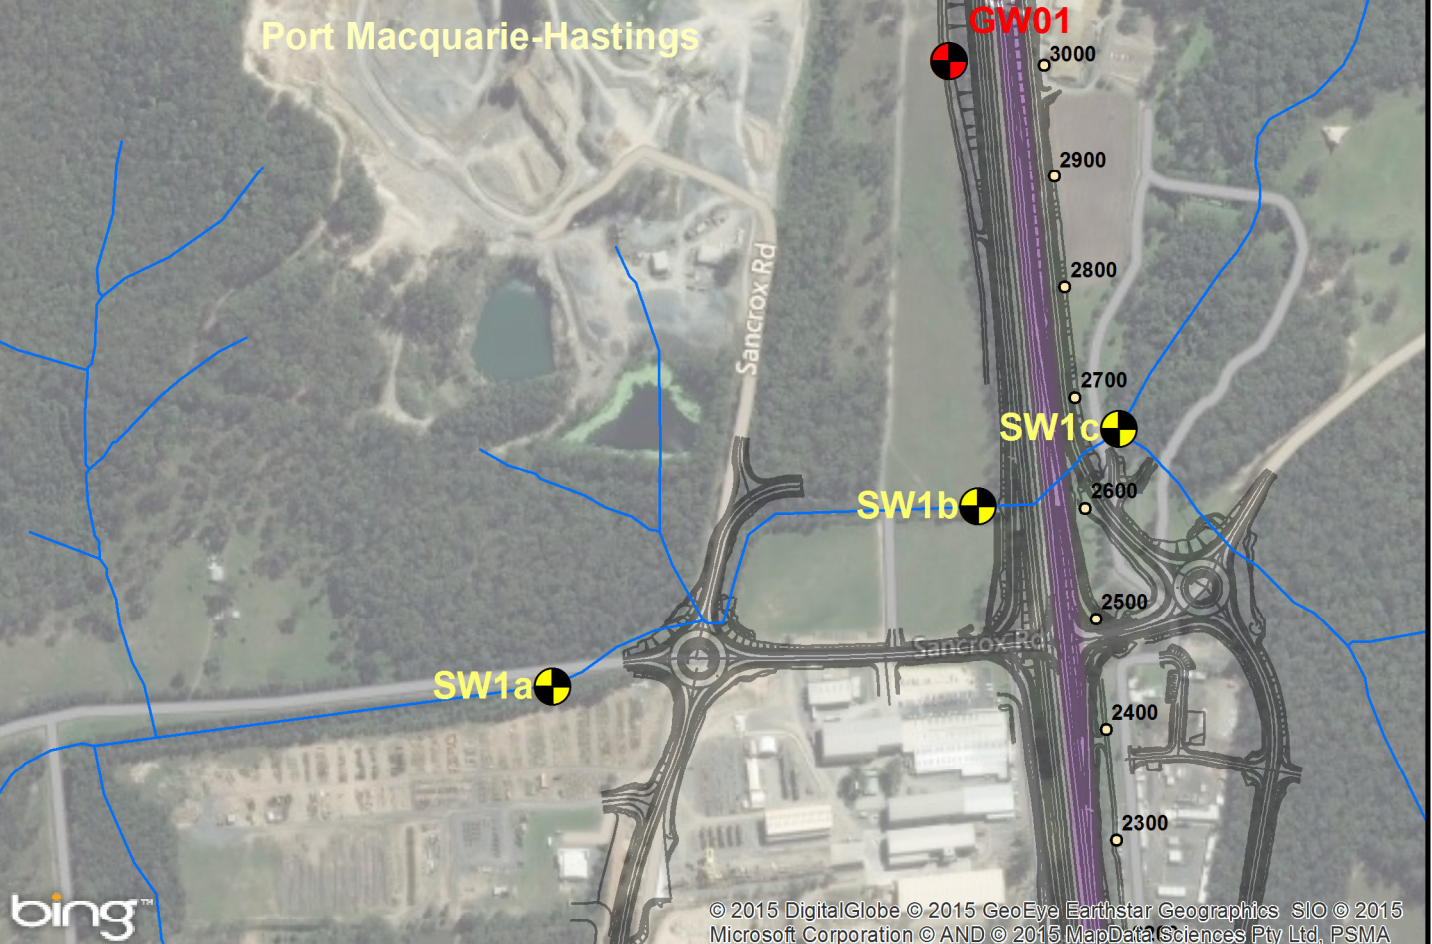 GW01
Port Macquarie-Hastings
3000
2900
Sancrox Rd
2800
2700
SW1c
2600
SW1b
2500
Sancrox Rd
SW1a
2400
2300
bing™
© 2015 DigitalGlobe © 2015 GeoEye Earthstar Geographics SIO © 2015
Microsoft Corporation © AND © 2015 MapData Sciences Pty Ltd, PSMA